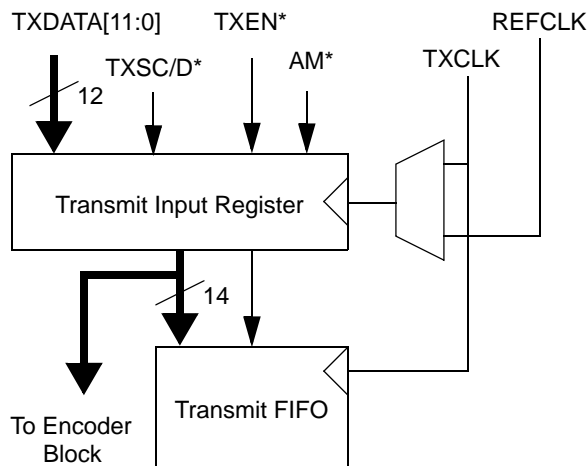 TXDATA[11:0]
TXEN*
REFCLK
TXSC/D*
AM*
TXCLK
12
Transmit Input Register
14
Transmit FIFO
To Encoder
Block